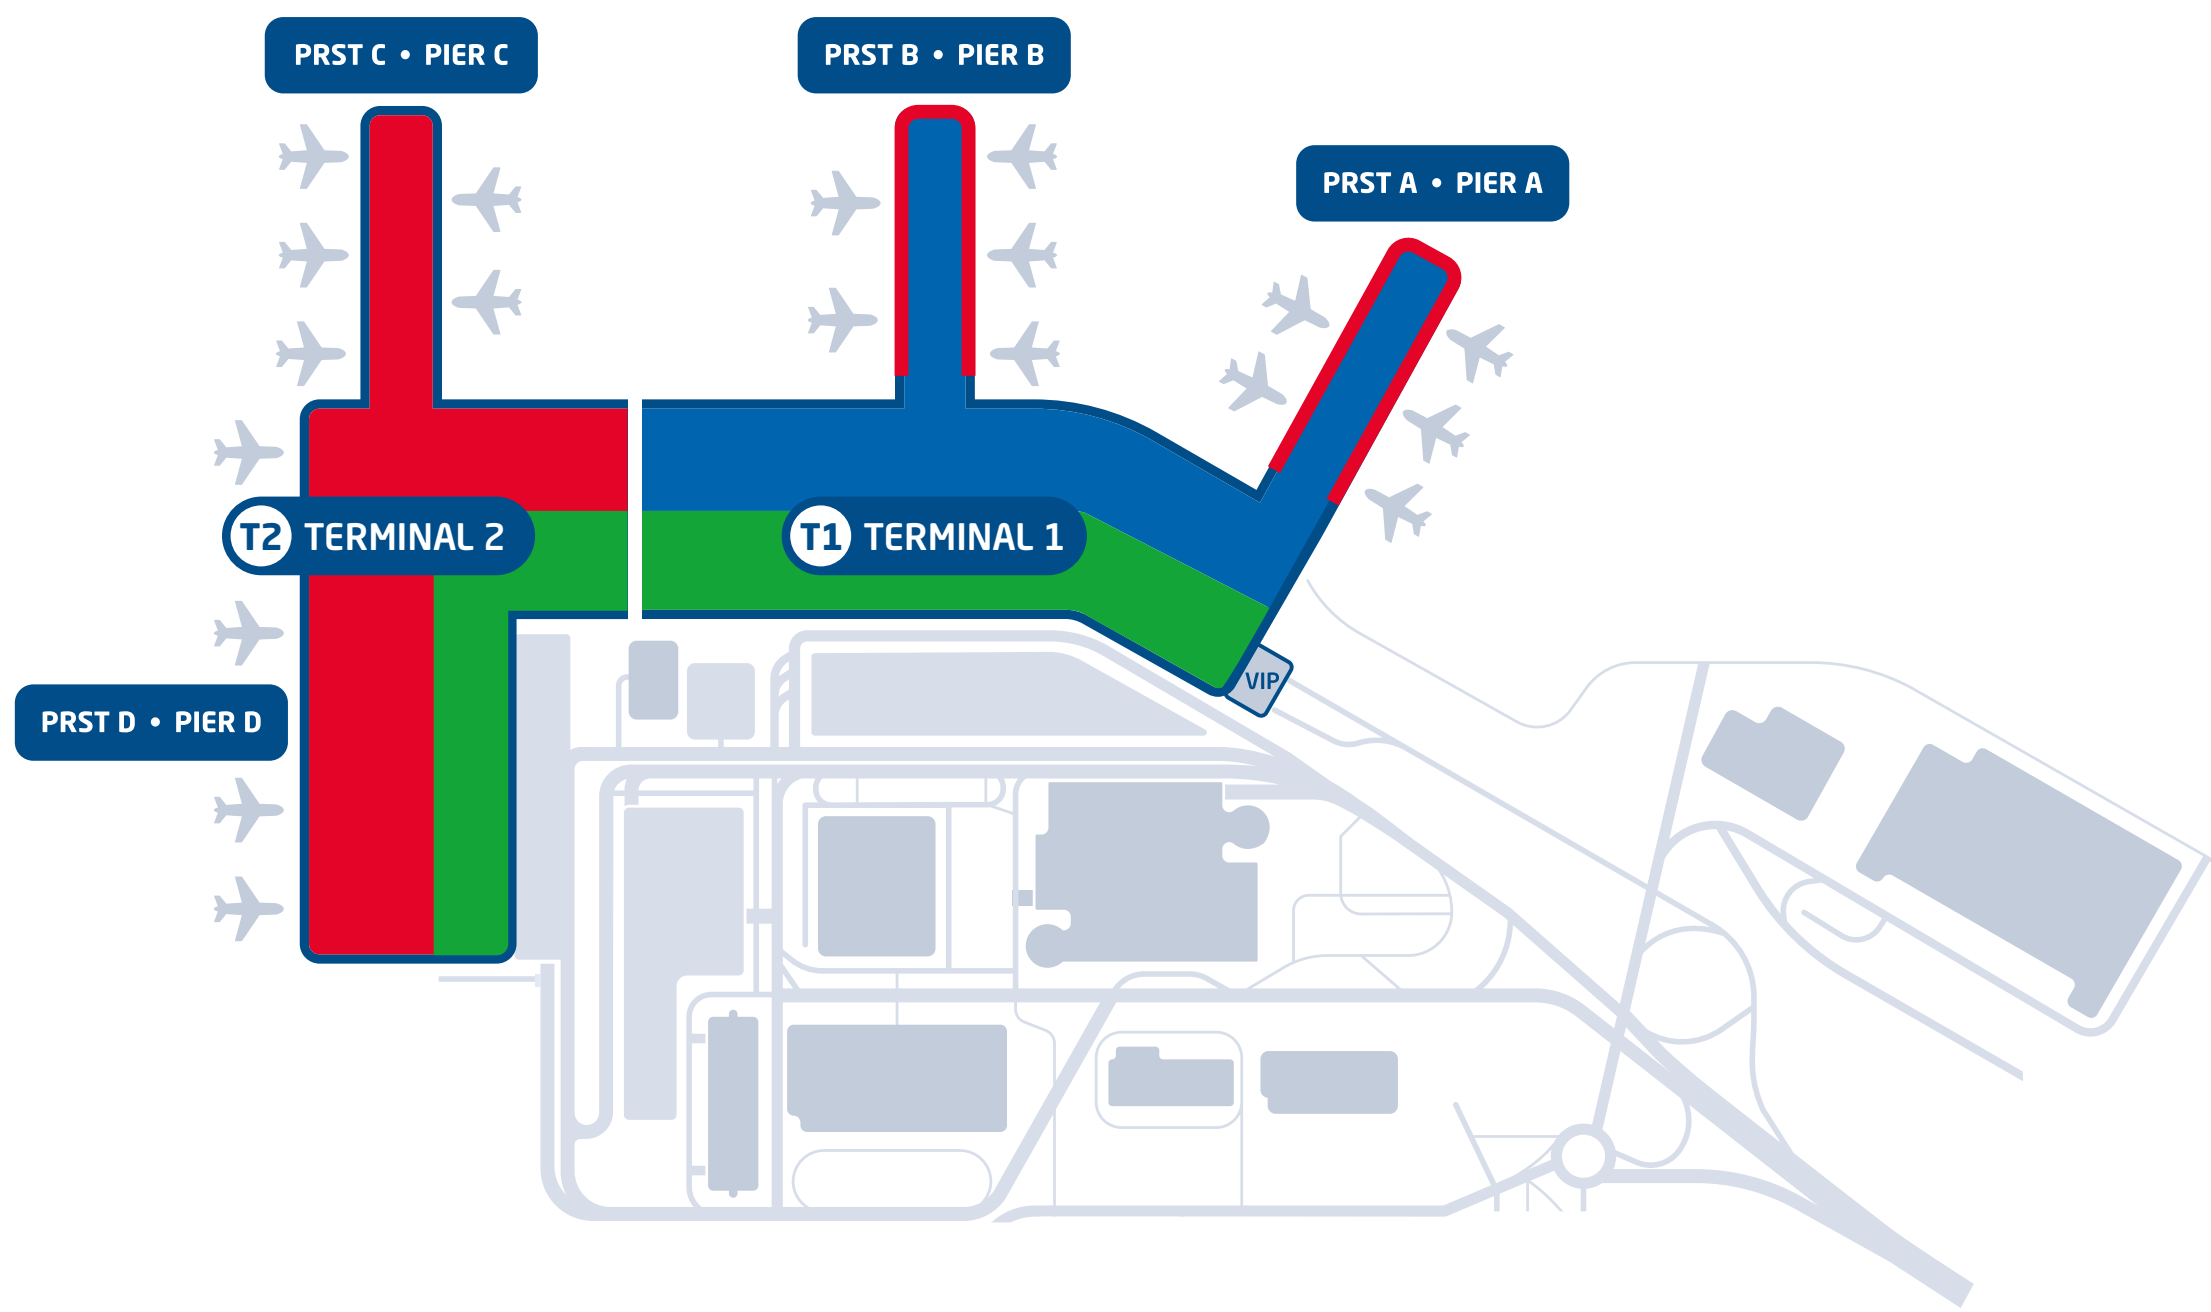 PRST C • PIER C
PRST B • PIER B
PRST A • PIER A
T2 TERMINAL 2
T1 TERMINAL 1
VIP
PRST D • PIER D